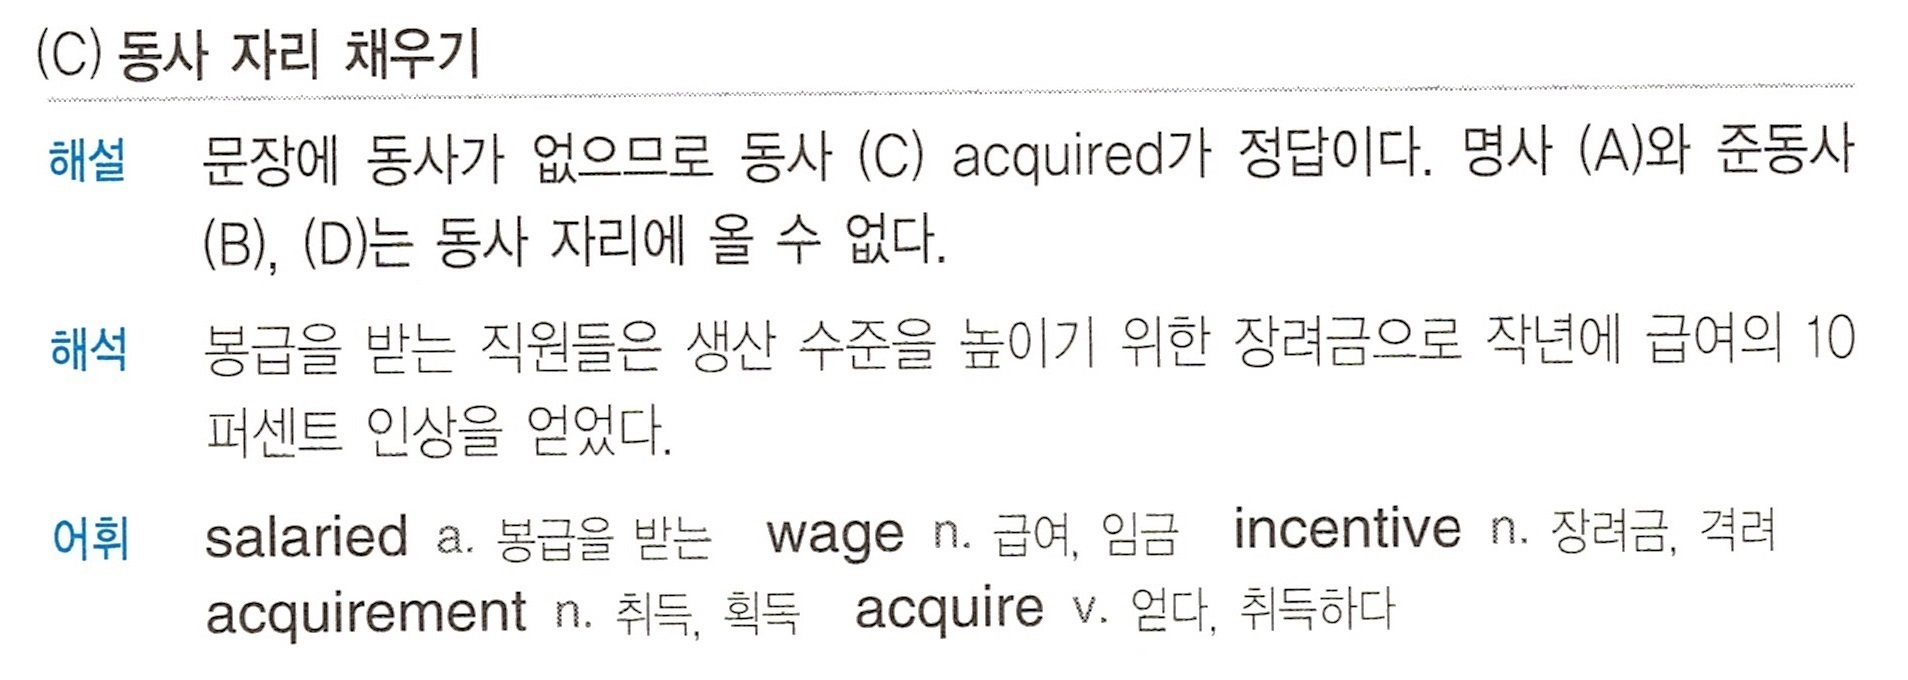 (C) 동사 자리 채우기
해설 문장에 동사가 없으므로 동사 (C) acquired가 정답이다. 명사 (A)와 준동사
(B), (D)는 동사 자리에 올 수 없다.
해석 봉급을 받는 직원들은 생산 수준을 높이기 위한 장려금으로 작년에 급여의 10
퍼센트 인상을 얻었다.
어휘 salaried a. 봉급을 받는 wage n. 급여, 임금 incentive n. 장려금, 격려
acquirement n. 취득, 획득 acquire v. 얻다, 취득하다